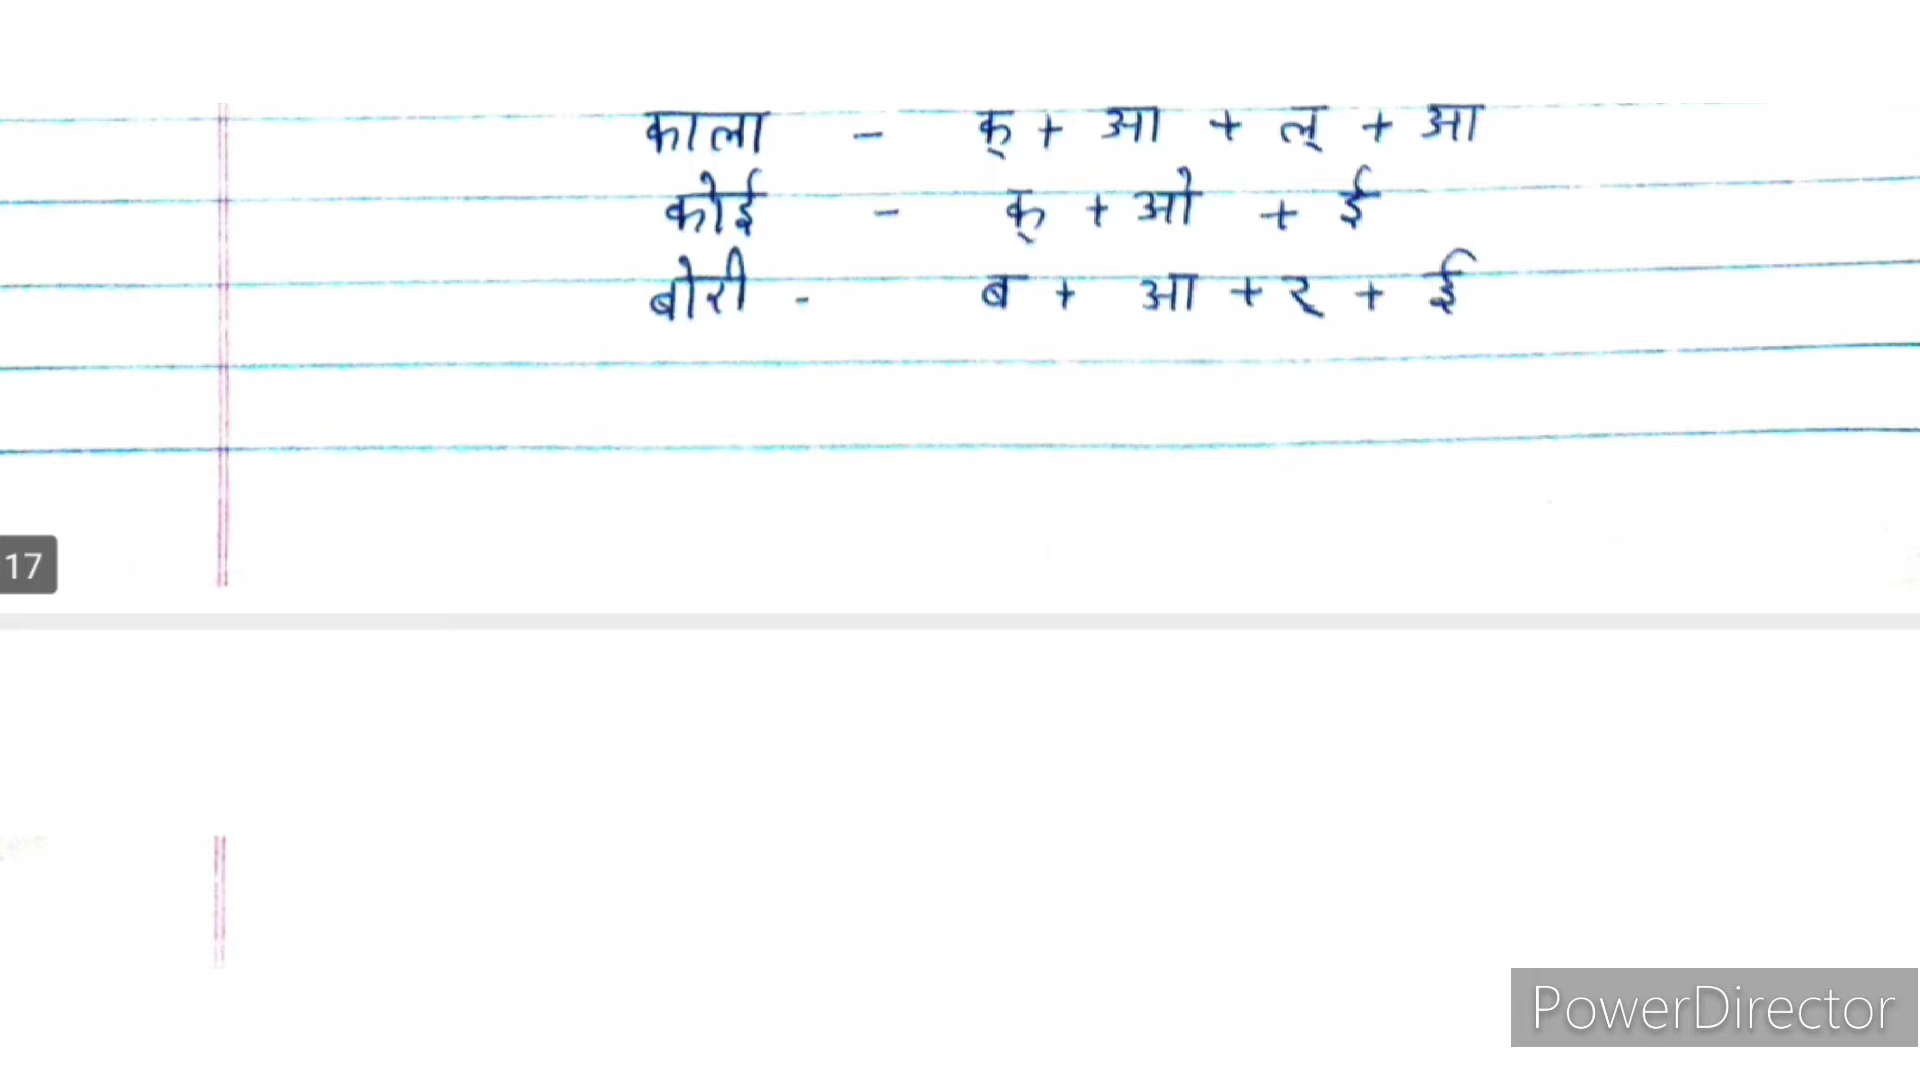 काला - क् + आ + ल् + आ
कोई - क् + ओ + ई
बोरी - ब + आ + र् + ई
17
PowerDirector